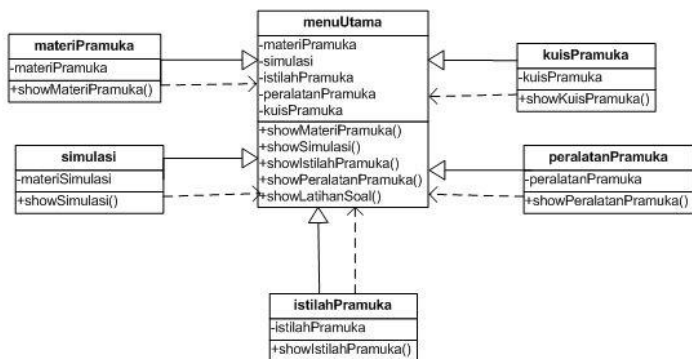 menuUtama
-materiPramuka
-simulasi
-istilahPramuka
-peralatanPramuka
-kuisPramuka
+showMateriPramuka()
+showSimulasi()
+showIstilahPramuka()
+showPeralatanPramuka()
+showLatihanSoal()
materiPramuka
-materiPramuka
+showMateriPramuka()
kuisPramuka
-kuisPramuka
+showKuisPramuka()
simulasi
-materiSimulasi
+showSimulasi()
peralatanPramuka
-peralatanPramuka
+showPeralatanPramuka()
istilahPramuka
-istilahPramuka
+showIstilahPramuka()